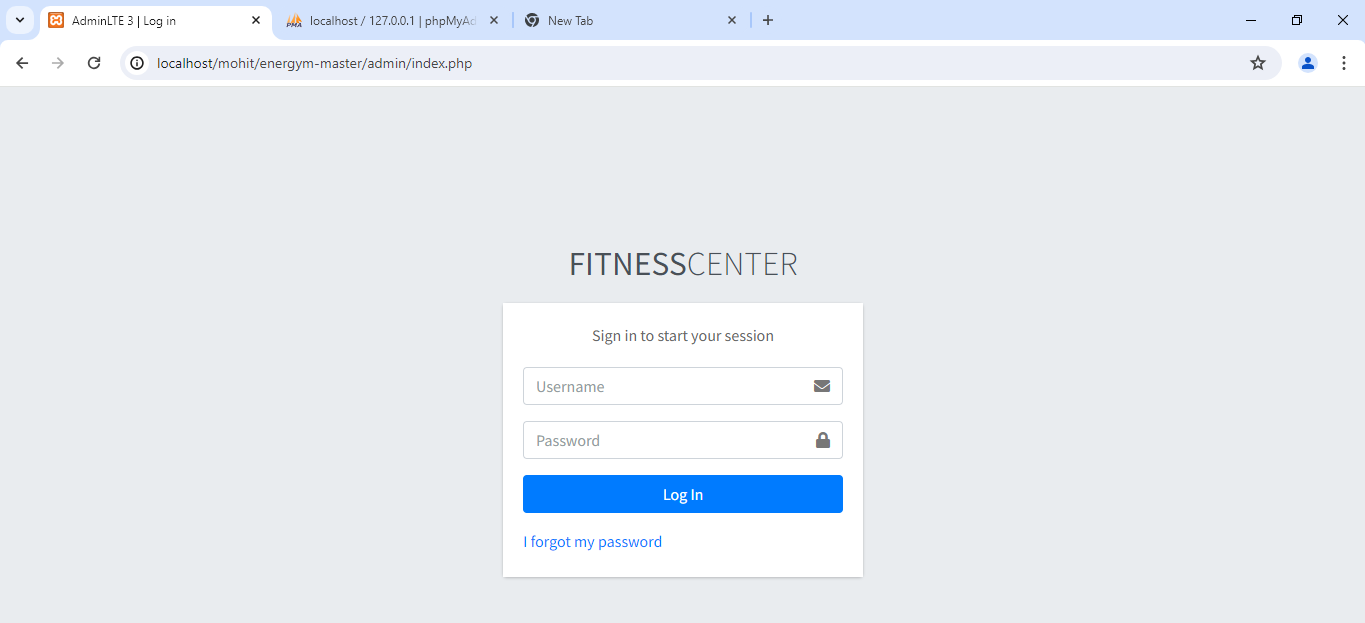 AdminLTE 3 | Log in
localhost / 127.0.0.1 | phpMyAd
New Tab
localhost/mohit/energym-master/admin/index.php
FITNESSCENTER
Sign in to start your session
Username
Password
Log In
I forgot my password